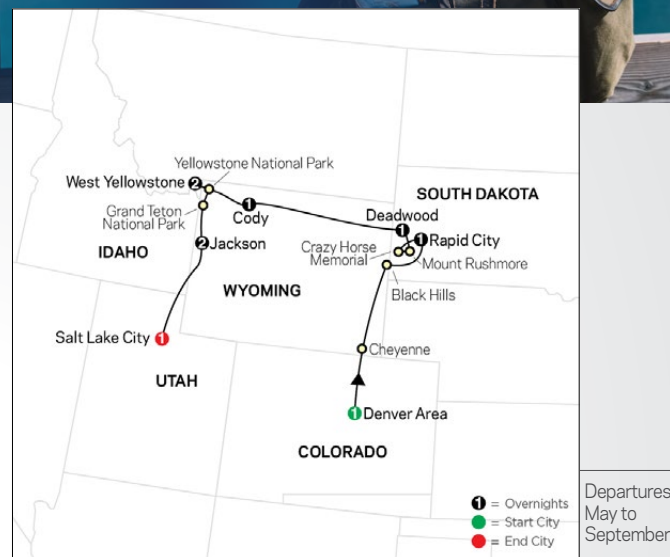 Yellowstone National Park
West Yellowstone 2
Grand Teton
National Park
1
Cody
SOUTH DAKOTA
Deadwood
1
1 Rapid City
Crazy Horse
Memorial
Mount Rushmore
IDAHO
2 Jackson
WYOMING
Black Hills
Salt Lake City 1
Cheyenne
UTAH
1 Denver Area
COLORADO
1 = Overnights
= Start City
= End City
Departures
May to
September